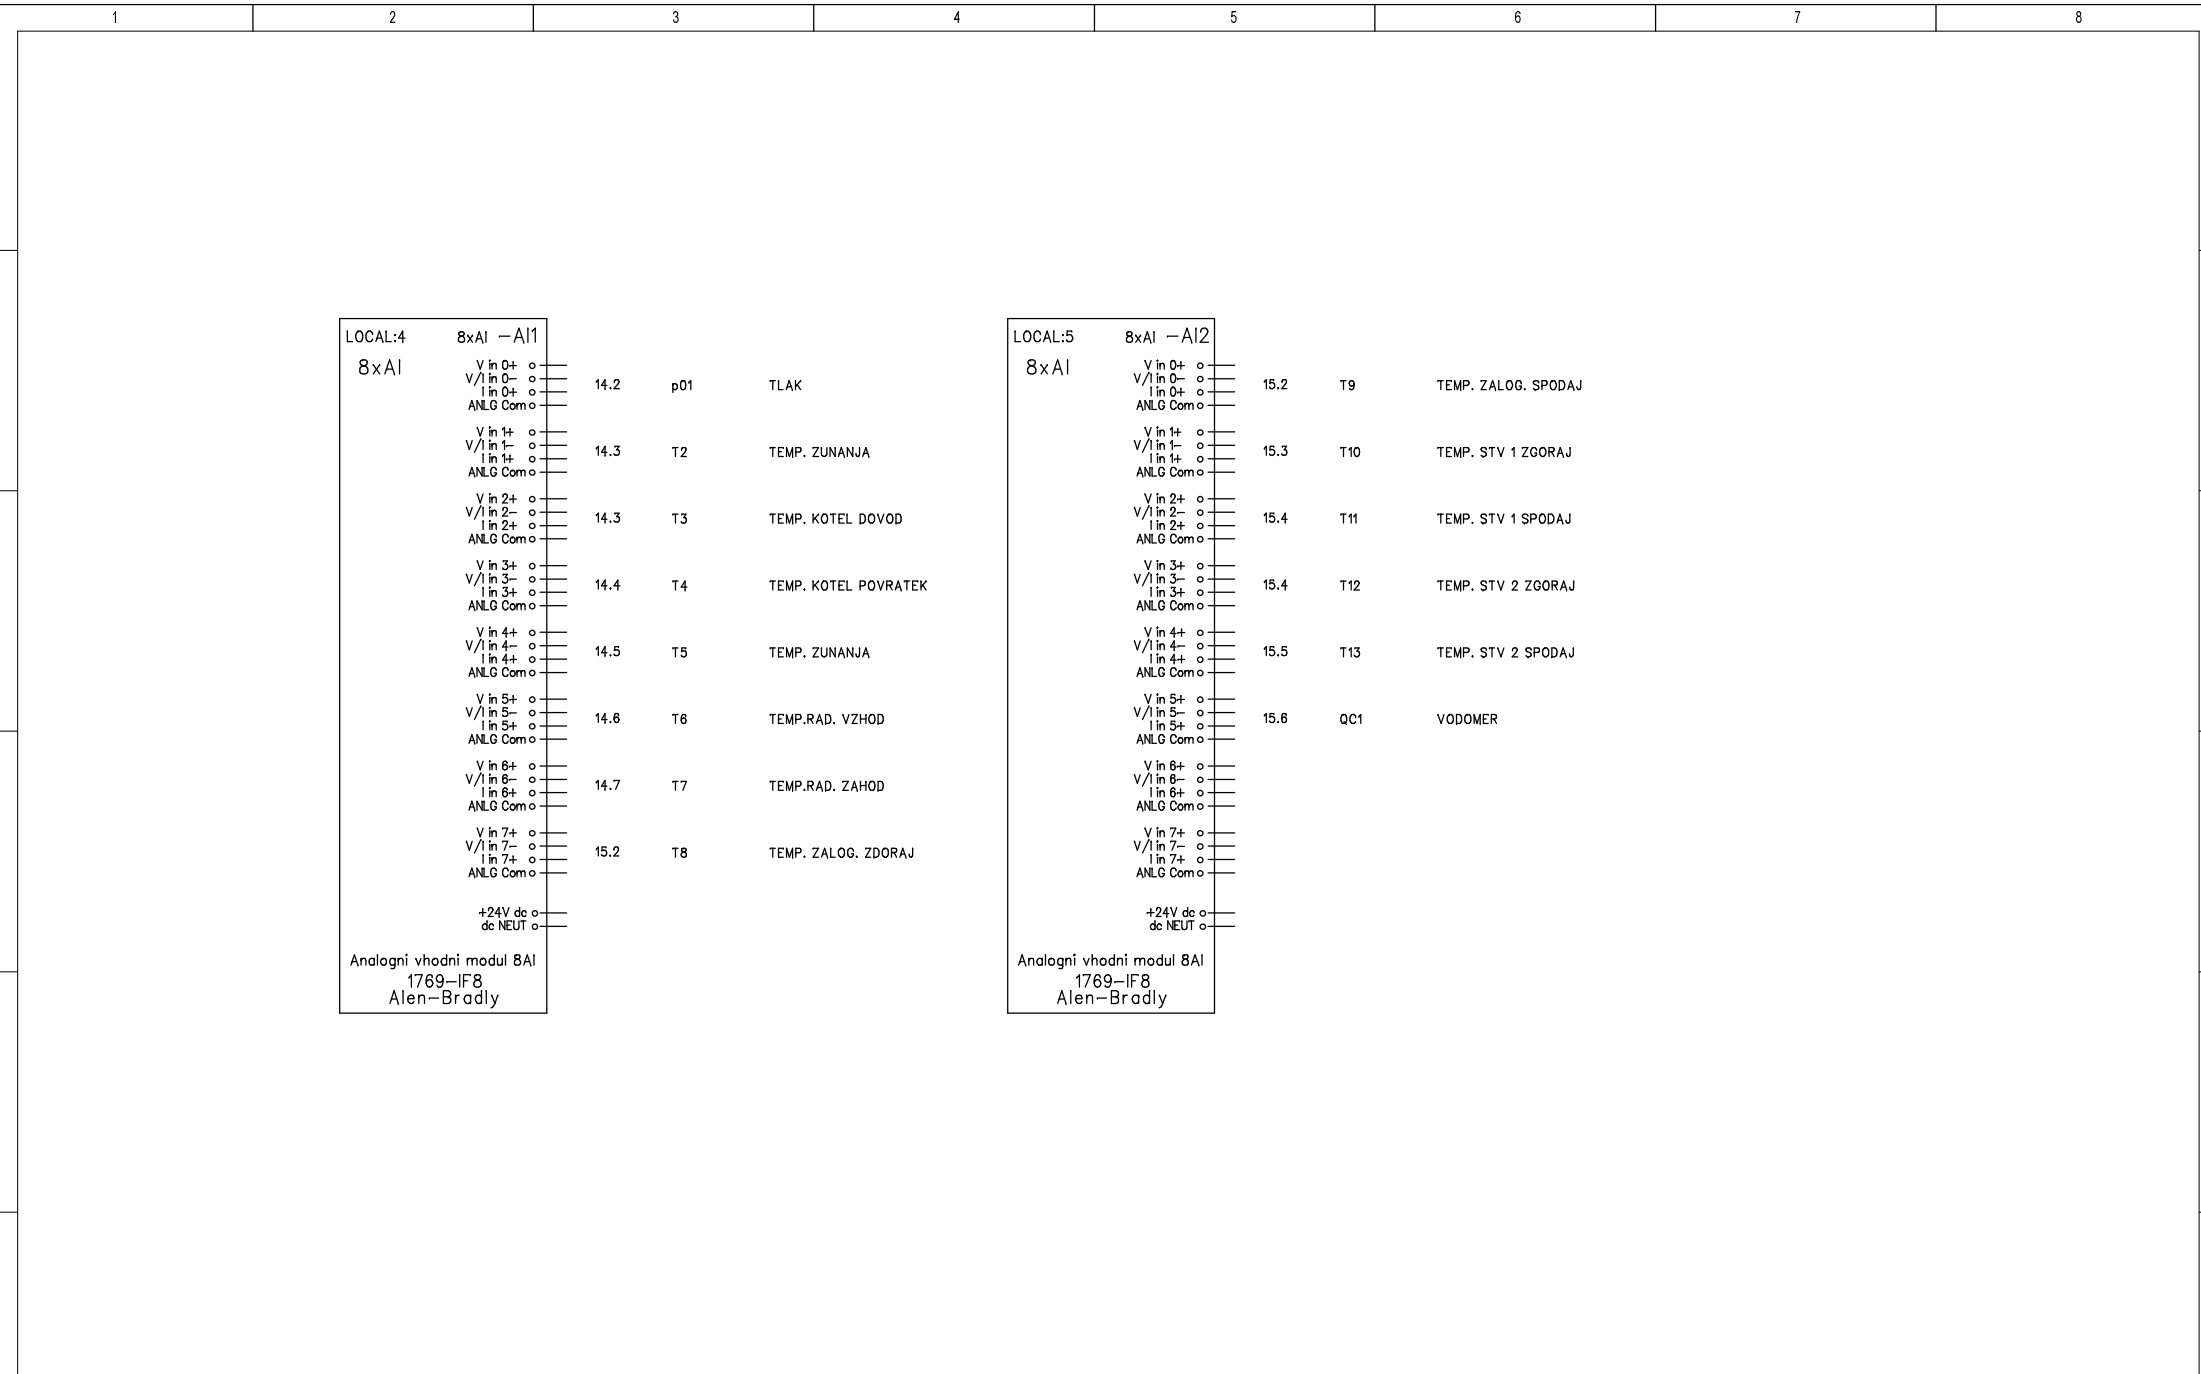 1 2 3 4 5 6 7 8
LOCAL:4 8xAI -AI1
8xAI
V in 0+
V/I in 0-
I in 0+
ANLG Com
14.2 p01 TLAK
V in 1+
V/I in 1-
I in 1+
ANLG Com
14.3 T2 TEMP. ZUNANJA
V in 2+
V/I in 2-
I in 2+
ANLG Com
14.3 T3 TEMP. KOTEL DOVOD
V in 3+
V/I in 3-
I in 3+
ANLG Com
14.4 T4 TEMP. KOTEL POVRATEK
V in 4+
V/I in 4-
I in 4+
ANLG Com
14.5 T5 TEMP. ZUNANJA
V in 5+
V/I in 5-
I in 5+
ANLG Com
14.6 T6 TEMP.RAD. VZHOD
V in 6+
V/I in 6-
I in 6+
ANLG Com
14.7 T7 TEMP.RAD. ZAHOD
V in 7+
V/I in 7-
I in 7+
ANLG Com
15.2 T8 TEMP. ZALOG. ZDORAJ
+24V dc
dc NEUT
Analogni vhodni modul 8AI
1769-IF8
Alen-Bradly
LOCAL:5 8xAI -AI2
8xAI
V in 0+
V/I in 0-
I in 0+
ANLG Com
15.2 T9 TEMP. ZALOG. SPODAJ
V in 1+
V/I in 1-
I in 1+
ANLG Com
15.3 T10 TEMP. STV 1 ZGORAJ
V in 2+
V/I in 2-
I in 2+
ANLG Com
15.4 T11 TEMP. STV 1 SPODAJ
V in 3+
V/I in 3-
I in 3+
ANLG Com
15.4 T12 TEMP. STV 2 ZGORAJ
V in 4+
V/I in 4-
I in 4+
ANLG Com
15.5 T13 TEMP. STV 2 SPODAJ
V in 5+
V/I in 5-
I in 5+
ANLG Com
15.6 QC1 VODOMER
V in 6+
V/I in 6-
I in 6+
ANLG Com
V in 7+
V/I in 7-
I in 7+
ANLG Com
+24V dc
dc NEUT
Analogni vhodni modul 8AI
1769-IF8
Alen-Bradly